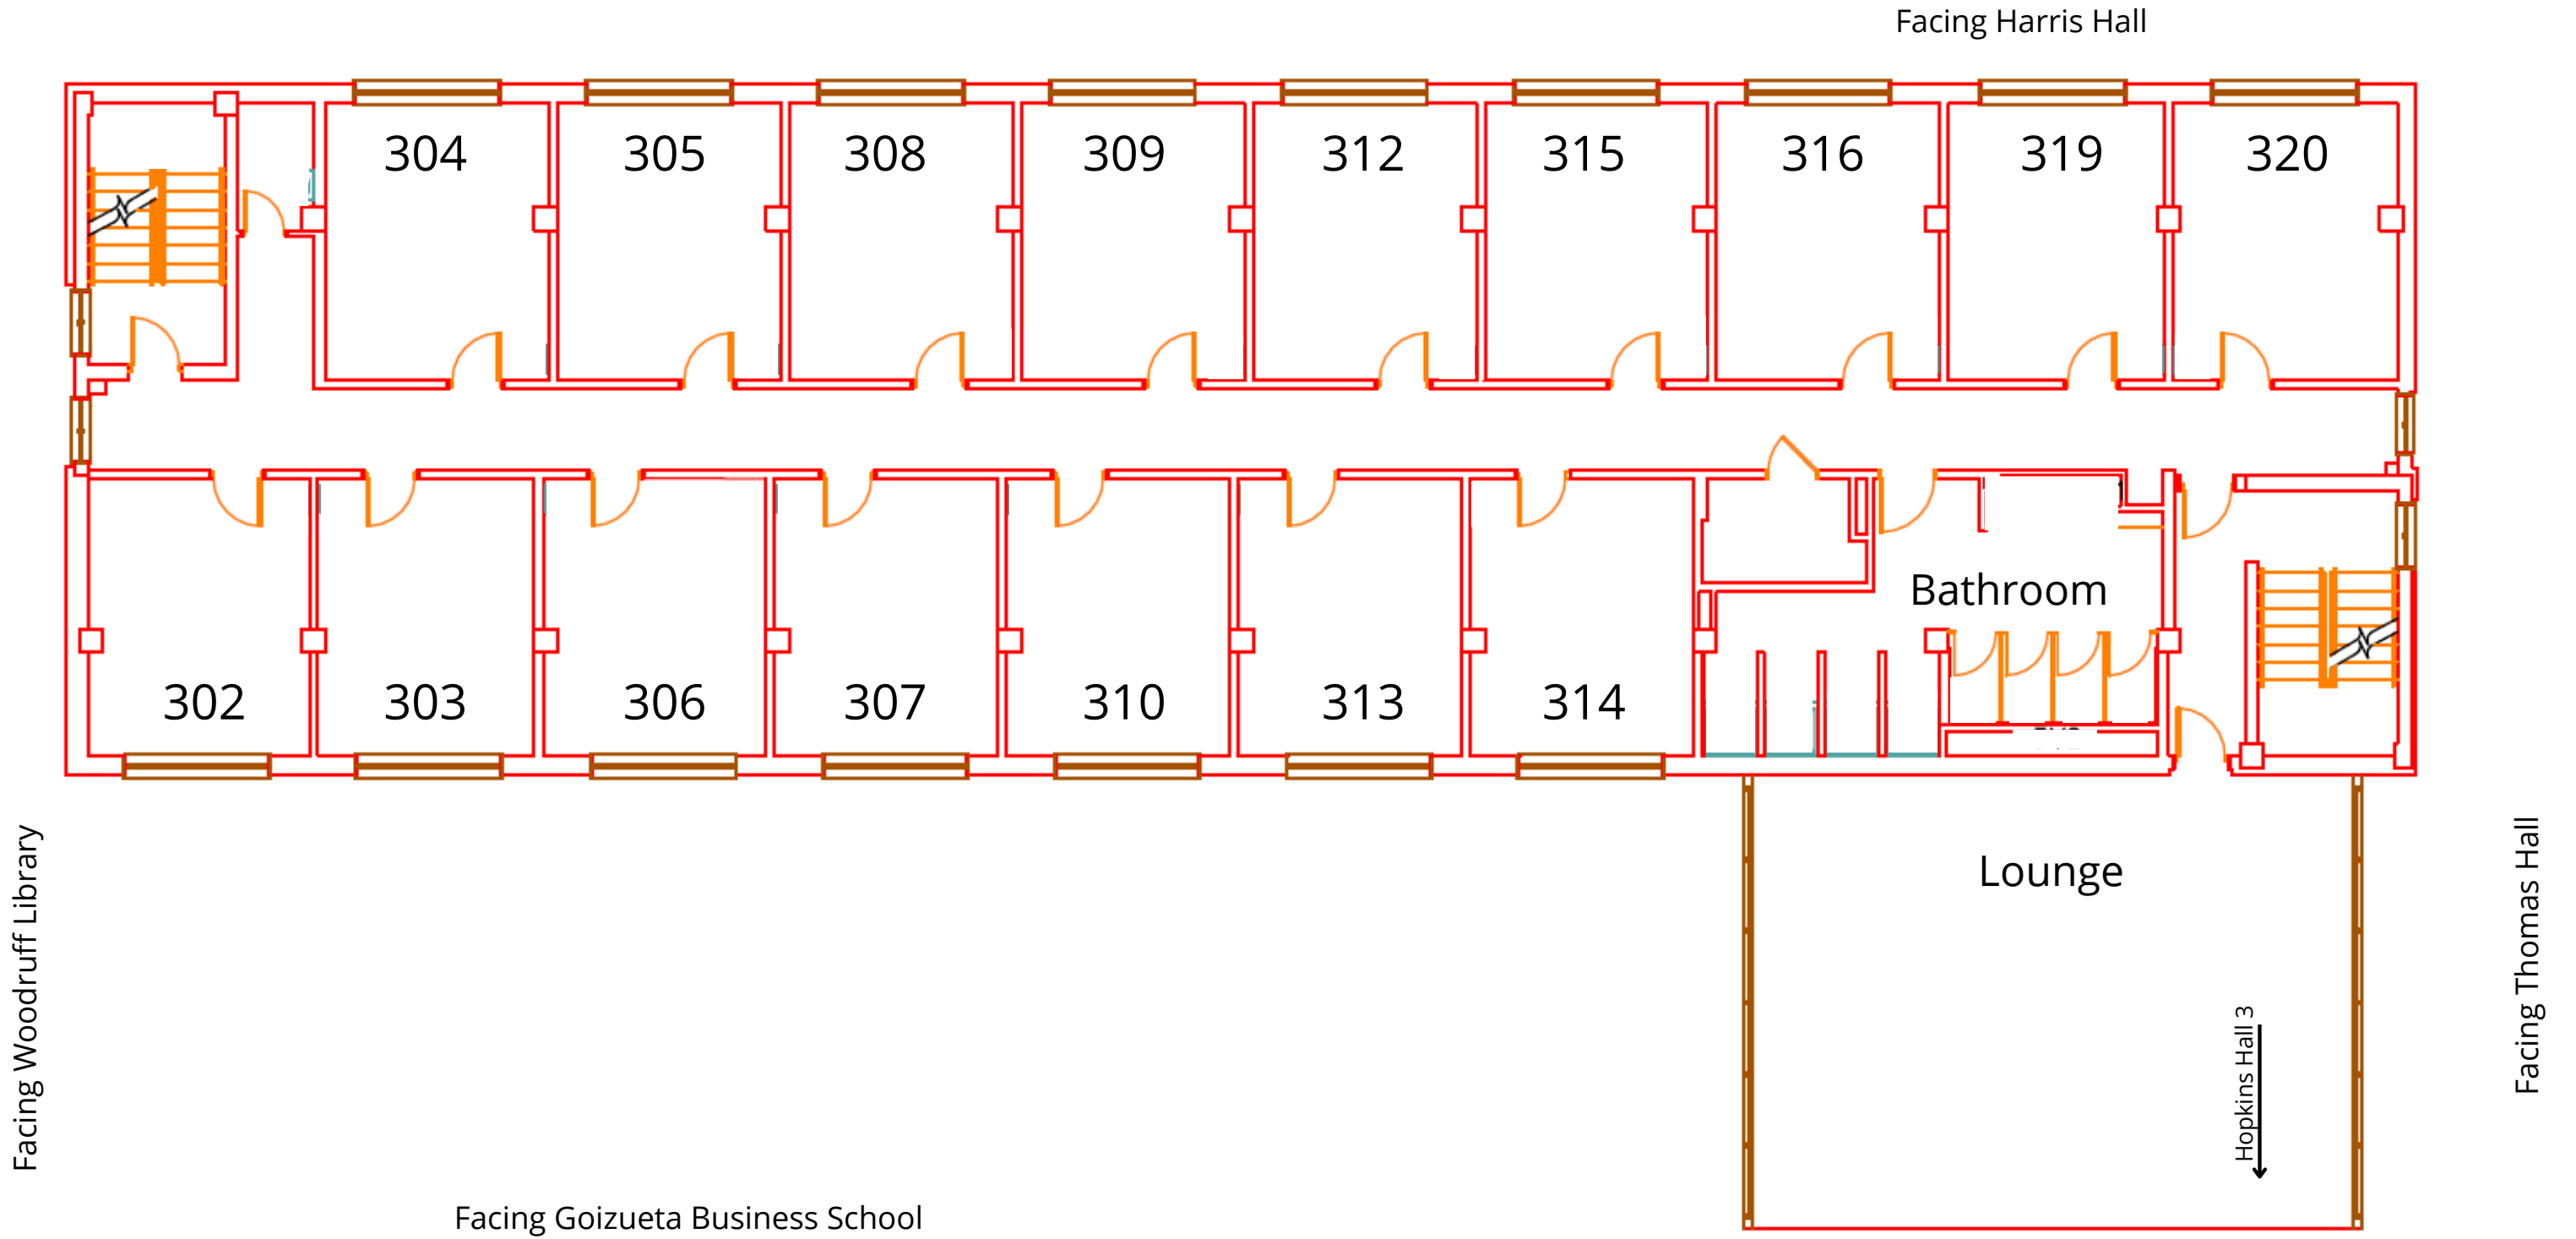 Facing Harris Hall
304
305
308
309
312
315
316
319
320
Bathroom
302
303
306
307
310
313
314
Lounge
Facing Woodruff Library
Facing Thomas Hall
Hopkins Hall 3
Facing Goizueta Business School